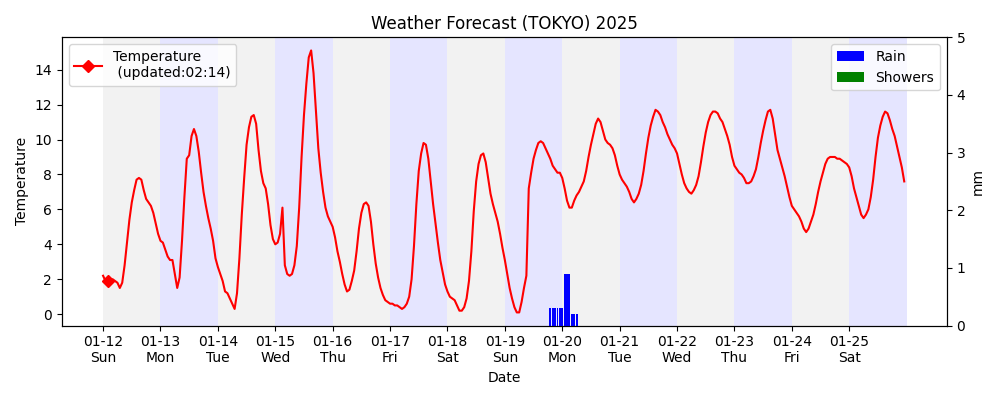 Weather Forecast (TOKYO) 2025
Temperature
(updated:02:14)
Rain
Showers
Temperature
14
12
10
8
6
4
2
0
5
4
3
2
1
0
mm
01-12 01-13 01-14 01-15 01-16 01-17 01-18 01-19 01-20 01-21 01-22 01-23 01-24 01-25
Sun Mon Tue Wed Thu Fri Sat Sun Mon Tue Wed Thu Fri Sat
Date